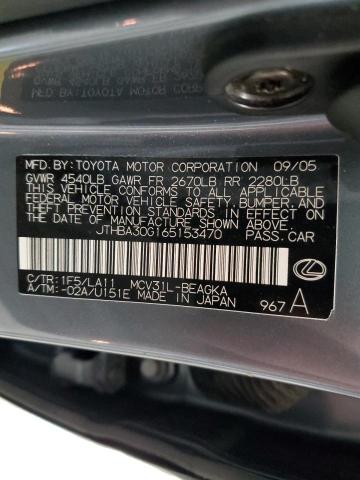 MFD.BY:TOYOTA MOTOR CORPORATION 09/05
GVWR 4540LB GAWR FR 2670LB RR 2280LB
THIS VEHICLE CONFORMS TO ALL APPLICABLE
FEDERAL MOTOR VEHICLE SAFETY, BUMPER, AND
THEFT PREVENTION STANDARDS IN EFFECT ON
THE DATE OF MANUFACTURE SHOWN ABOVE.
JTHBA30G165153470 PASS.CAR
C/TR:1F5/LA11 MCV31L-BEAGKA
A/TM:-02A/U151E MADE IN JAPAN
967 A